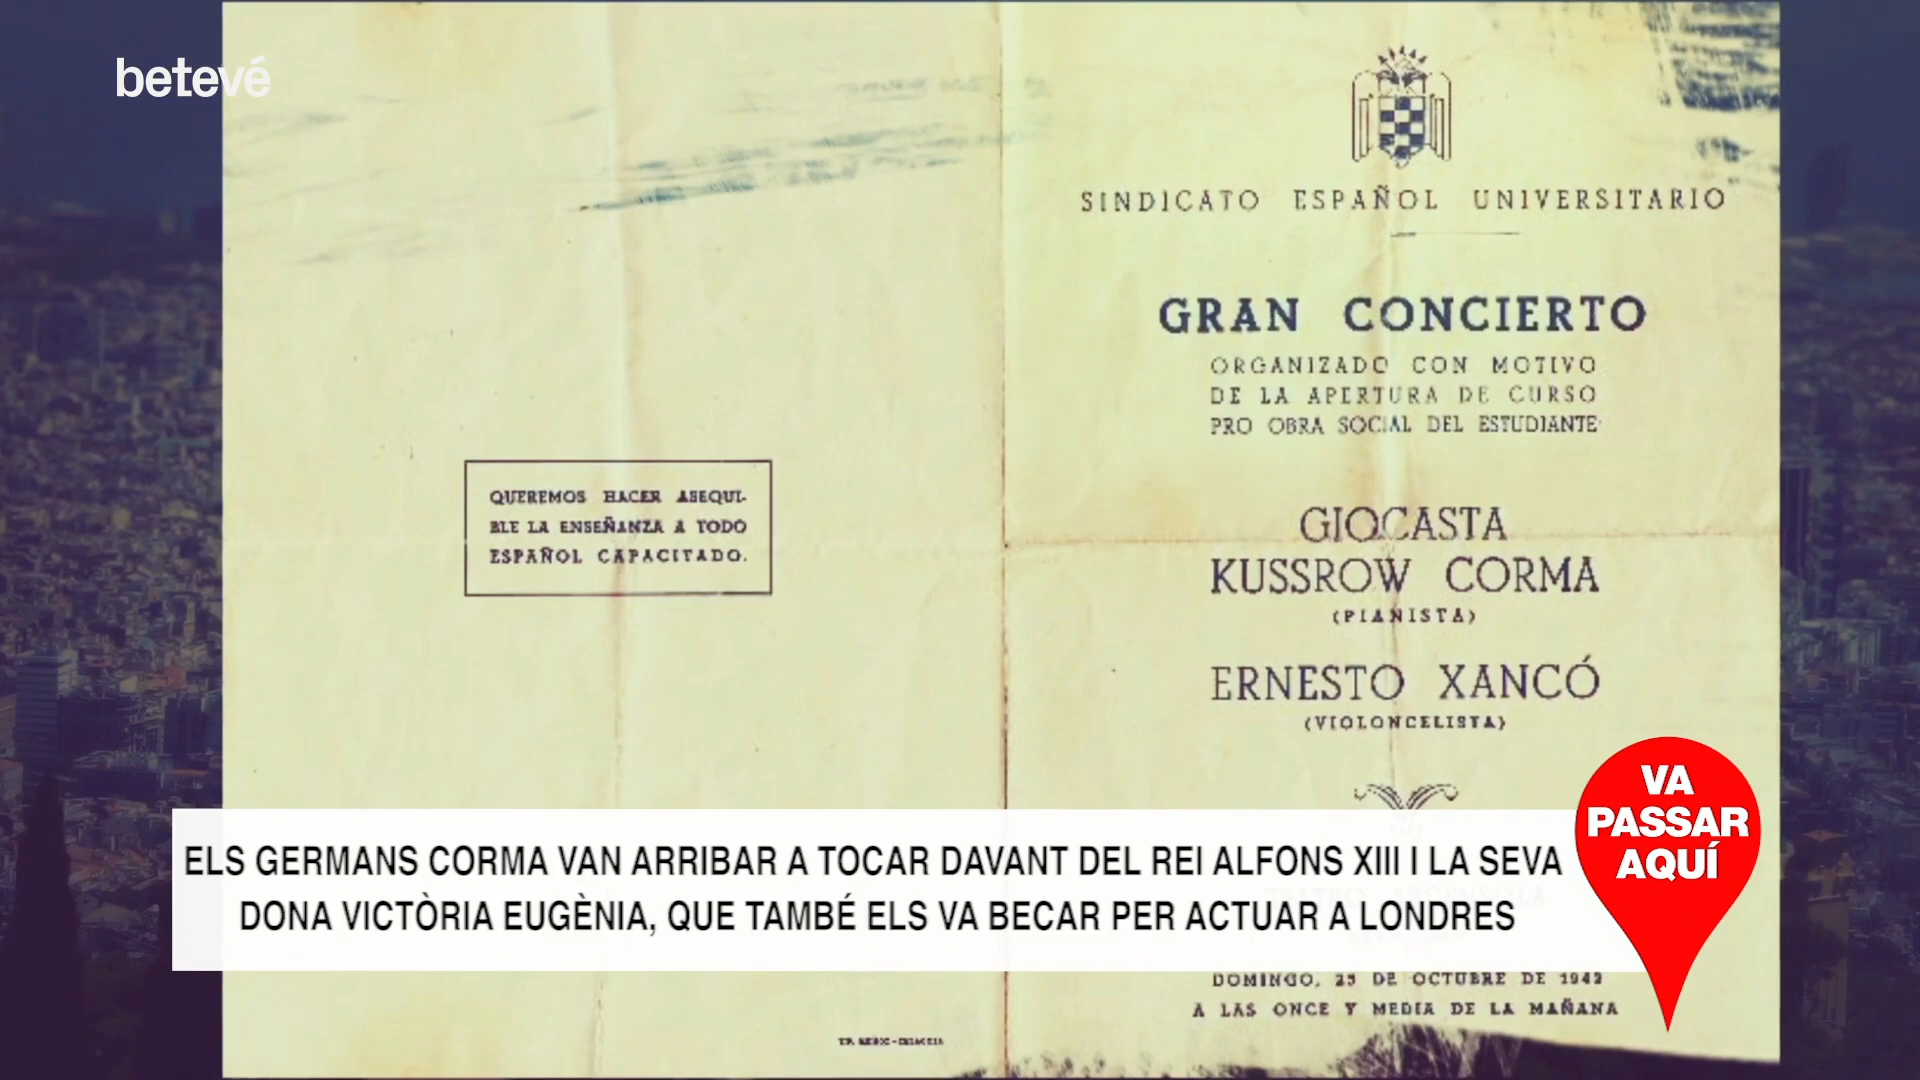 betevé
SINDICATO ESPAÑOL UNIVERSITARIO
GRAN CONCIERTO
ORGANIZADO CON MOTIVO
DE LA APERTURA DE CURSO
PRO OBRA SOCIAL DEL ESTUDIANTE
QUEREMOS HACER ASEQUI-
BLE LA ENSEÑANZA A TODO
ESPAÑOL CAPACITADO.
GIOCASTA
KUSSROW CORMA
(PIANISTA)
ERNESTO XANCÓ
(VIOLONCELISTA)
VA
PASSAR
AQUÍ
ELS GERMANS CORMA VAN ARRIBAR A TOCAR DAVANT DEL REI ALFONS XIII I LA SEVA
DONA VICTÒRIA EUGÈNIA, QUE TAMBÉ ELS VA BECAR PER ACTUAR A LONDRES
DOMINGO, 25 DE OCTUBRE DE 1942
A LAS ONCE Y MEDIA DE LA MAÑANA